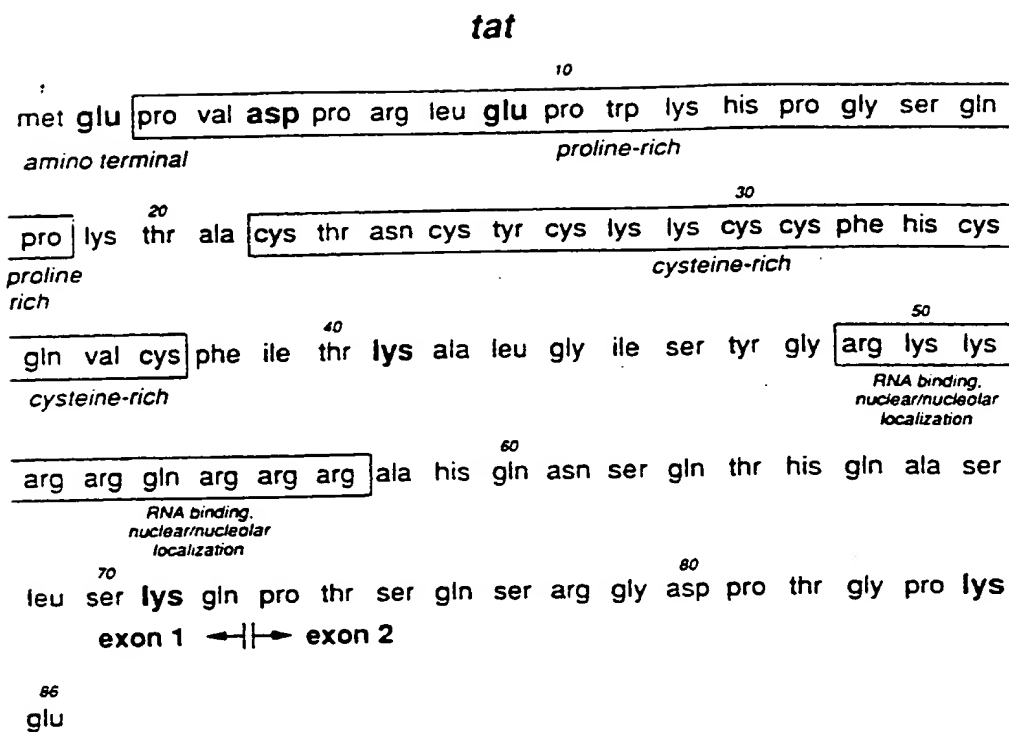 tat
1 10
met glu pro val asp pro arg leu glu pro trp lys his pro gly ser gln
amino terminal proline-rich
20 30
pro lys thr ala cys thr asn cys tyr cys lys lys cys cys phe his cys
proline cysteine-rich
rich
40 50
gln val cys phe ile thr lys ala leu gly ile ser tyr gly arg lys lys
cysteine-rich RNA binding,
nuclear/nucleolar
localization
60
arg arg gln arg arg arg ala his gln asn ser gln thr his gln ala ser
RNA binding,
nuclear/nucleolar
localization
70 80
leu ser lys gln pro thr ser gln ser arg gly asp pro thr gly pro lys
exon 1 exon 2
86
glu